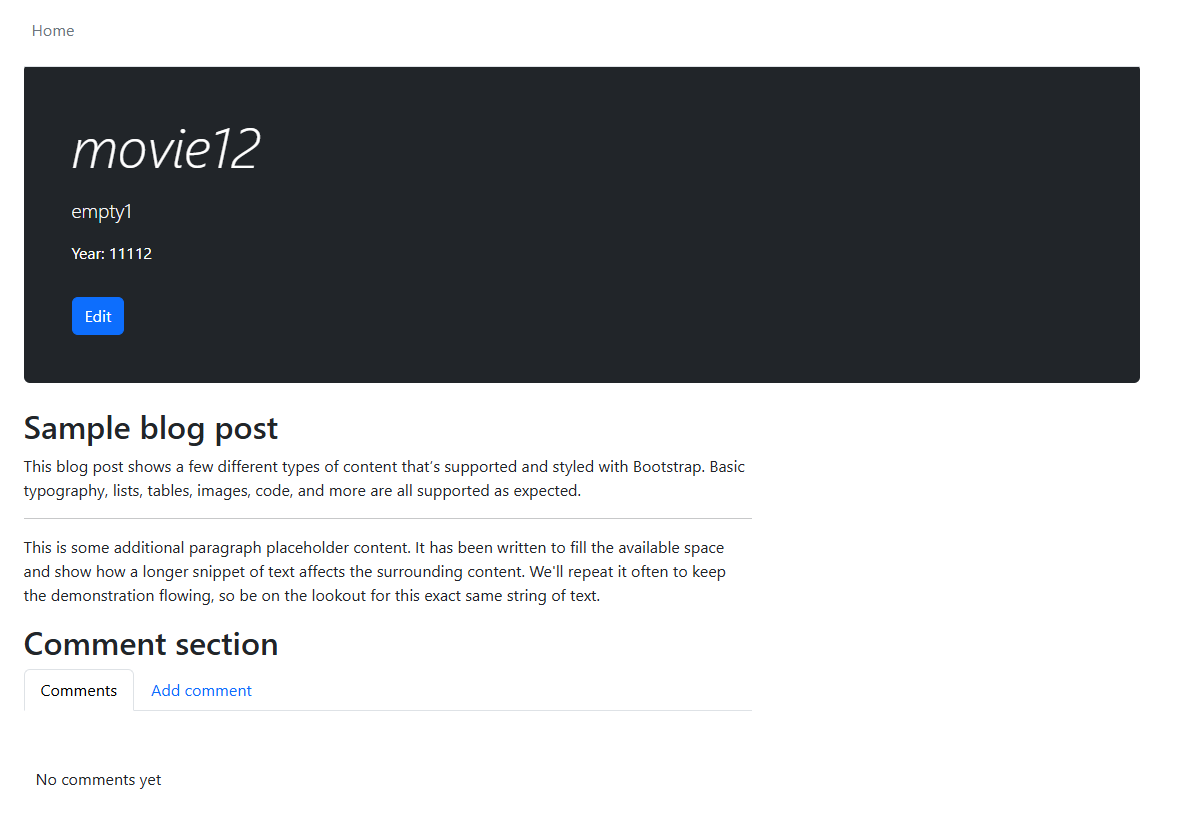 Home
movie12
empty1
Year: 11112
Edit
Sample blog post
This blog post shows a few different types of content that’s supported and styled with Bootstrap. Basic
typography, lists, tables, images, code, and more are all supported as expected.
This is some additional paragraph placeholder content. It has been written to fill the available space
and show how a longer snippet of text affects the surrounding content. We'll repeat it often to keep
the demonstration flowing, so be on the lookout for this exact same string of text.
Comment section
Comments Add comment
No comments yet